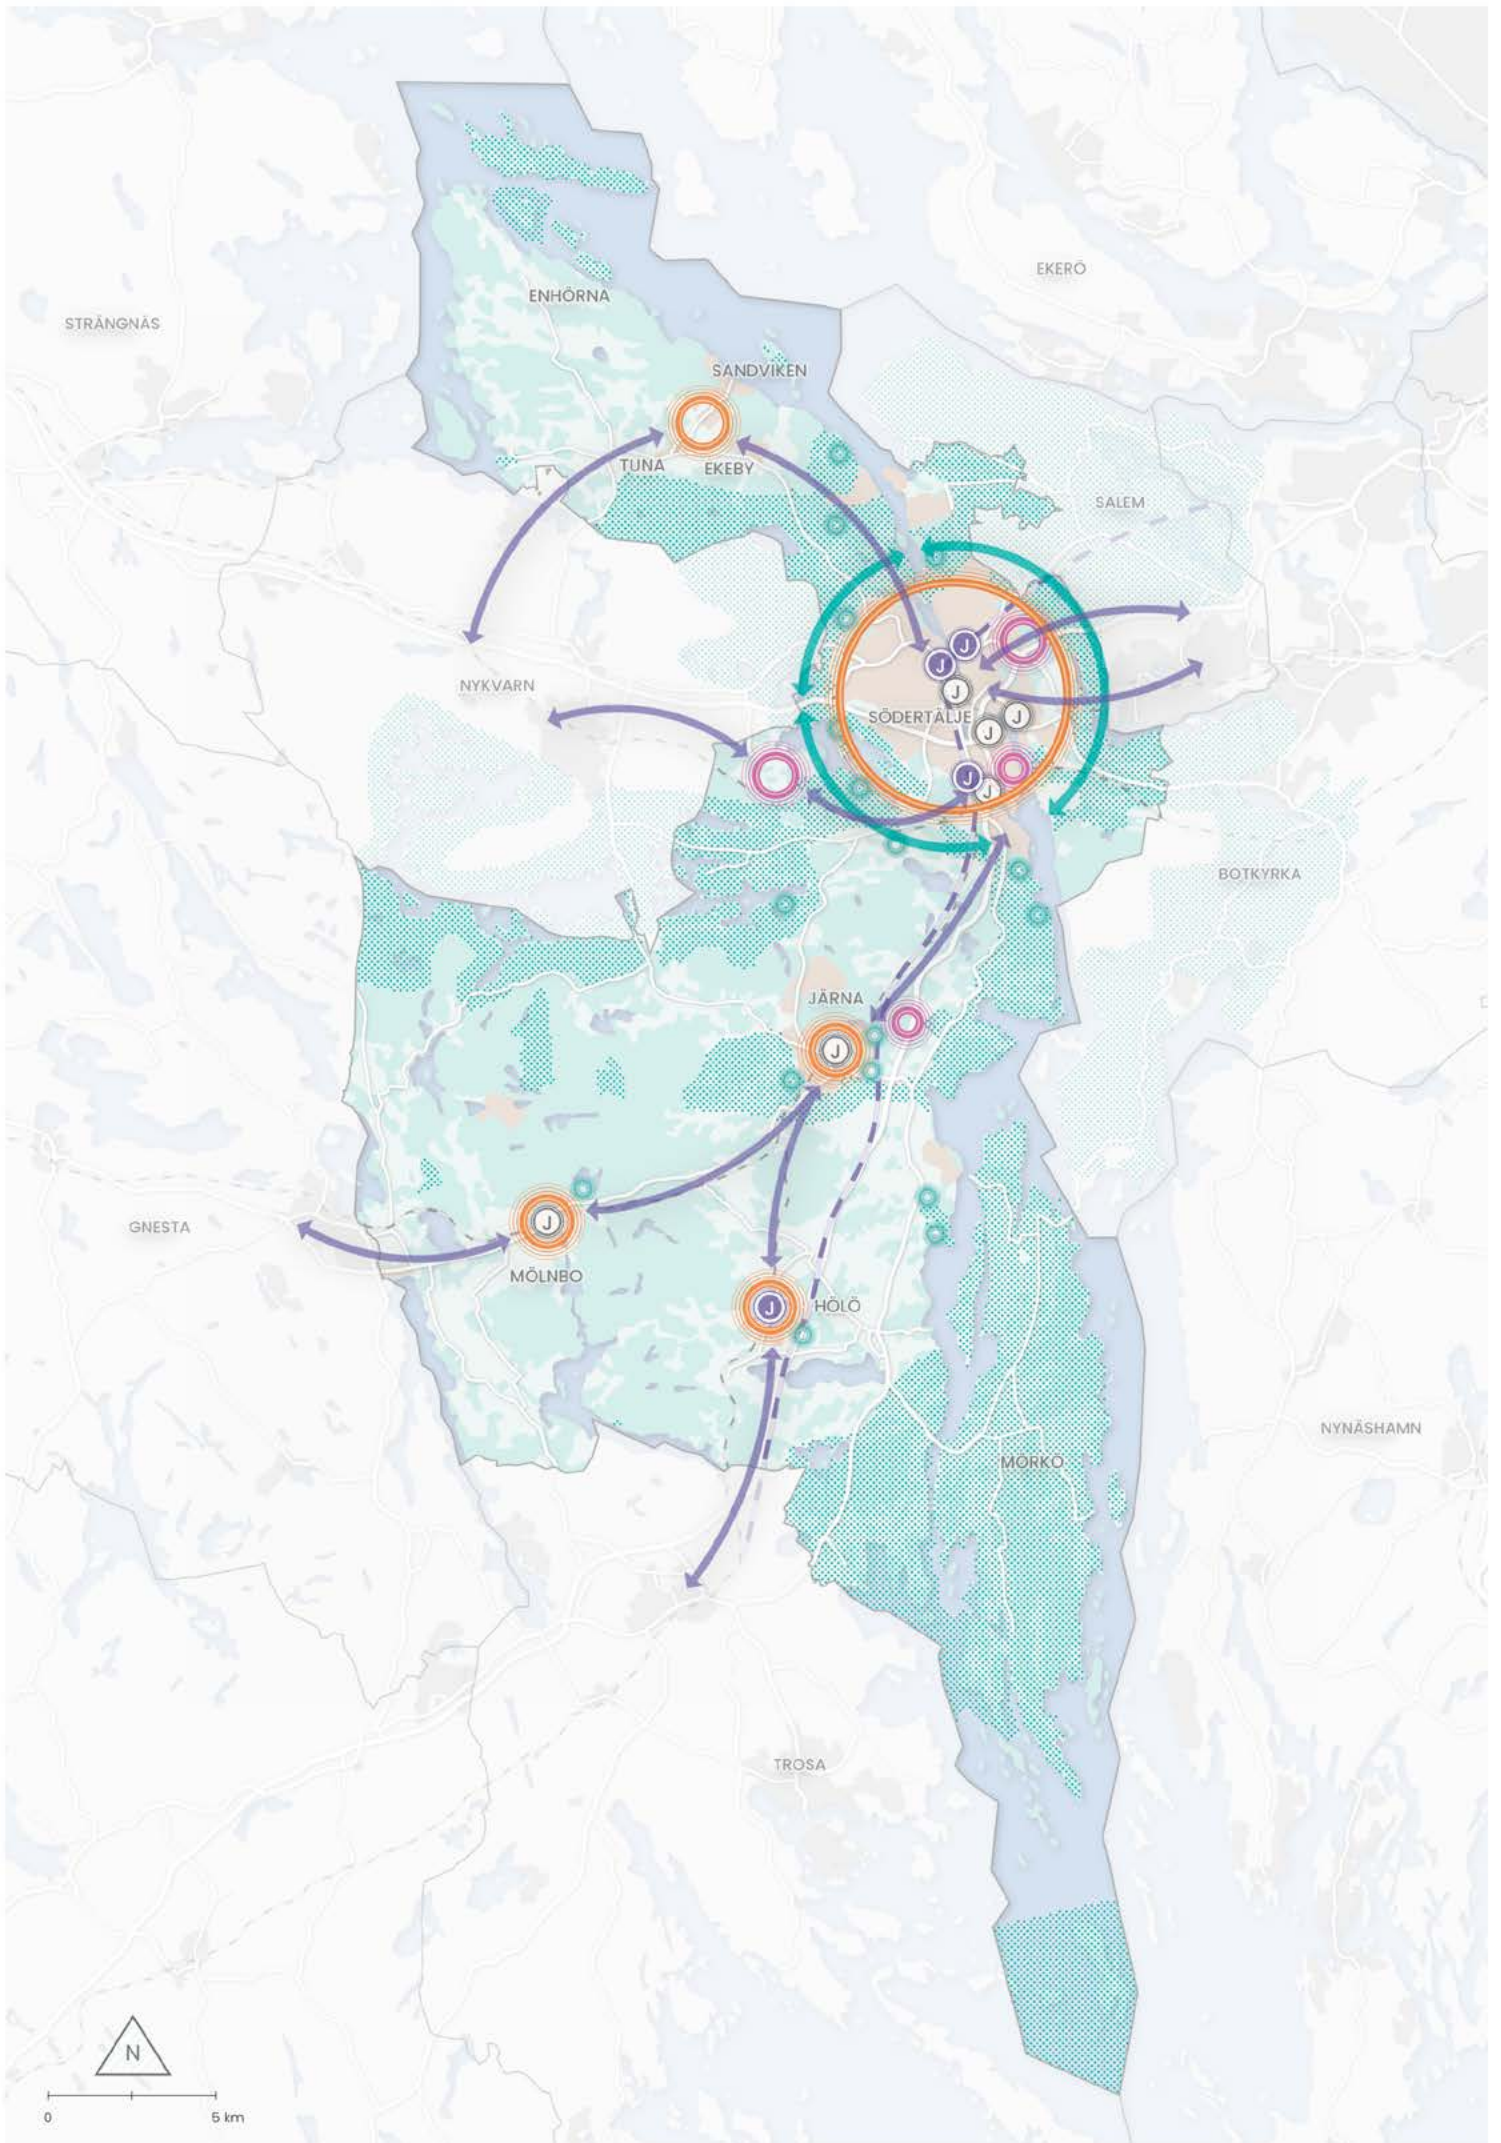 EKERÖ
ENHÖRNA
STRÄNGNÄS
SANDVIKEN
TUNA
EKEBY
SALEM
NYKVARN
J
J
J
SÖDERTÄLJE
J
J
J
J
BOTKYRKA
JÄRNA
J
GNESTA
J
MÖLNBO
J
HÖLÖ
NYNÄSHAMN
MÖRKÖ
TROSA
N
0
5 km